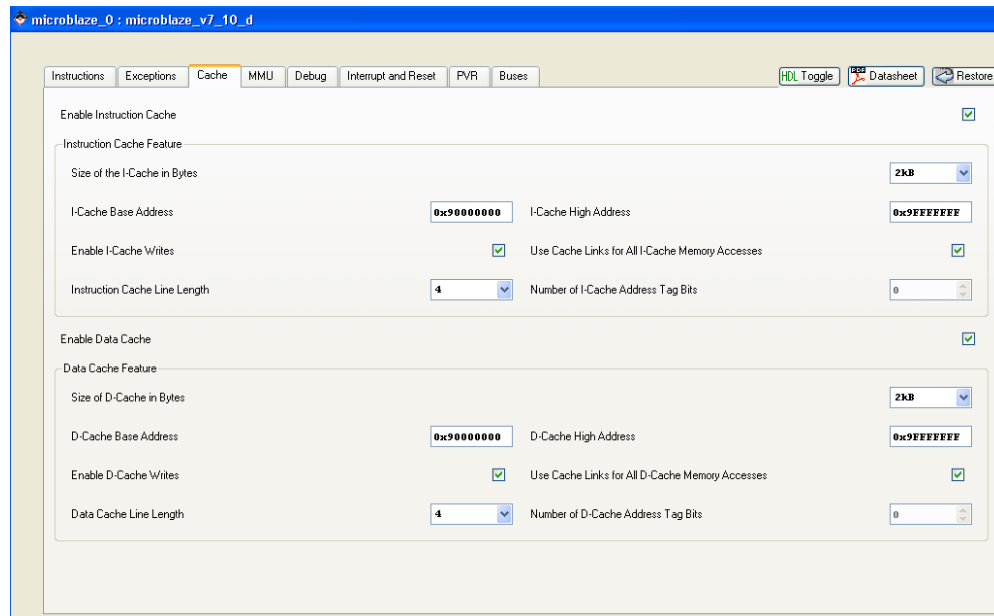 microblaze_0 : microblaze_v7_10_d
Instructions Exceptions Cache MMU Debug Interrupt and Reset PVR Buses HDL Toggle PDF Datasheet Restore
Enable Instruction Cache
Instruction Cache Feature
Size of the I-Cache in Bytes 2kB
I-Cache Base Address 0x90000000 I-Cache High Address 0x9FFFFFFF
Enable I-Cache Writes Use Cache Links for All I-Cache Memory Accesses
Instruction Cache Line Length 4 Number of I-Cache Address Tag Bits 0
Enable Data Cache
Data Cache Feature
Size of D-Cache in Bytes 2kB
D-Cache Base Address 0x90000000 D-Cache High Address 0x9FFFFFFF
Enable D-Cache Writes Use Cache Links for All D-Cache Memory Accesses
Data Cache Line Length 4 Number of D-Cache Address Tag Bits 0